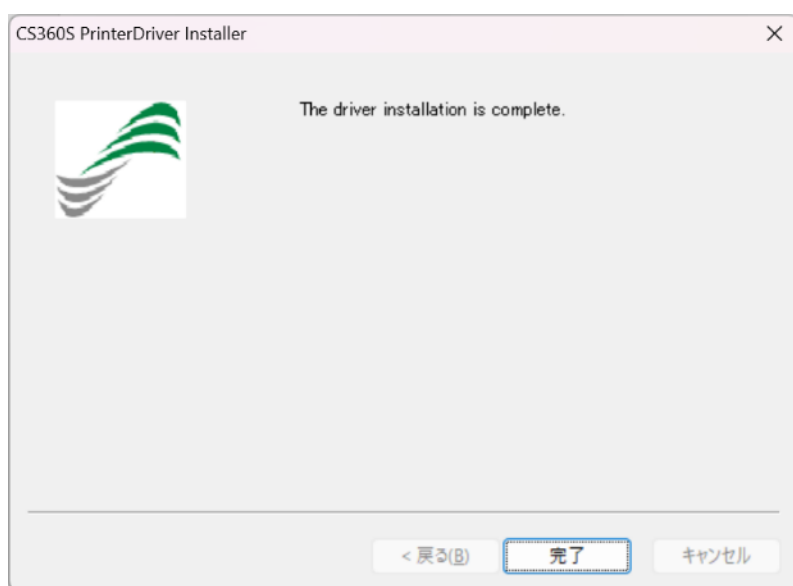 CS360S PrinterDriver Installer
The driver installation is complete.
< 戻る(B)
完了
キャンセル